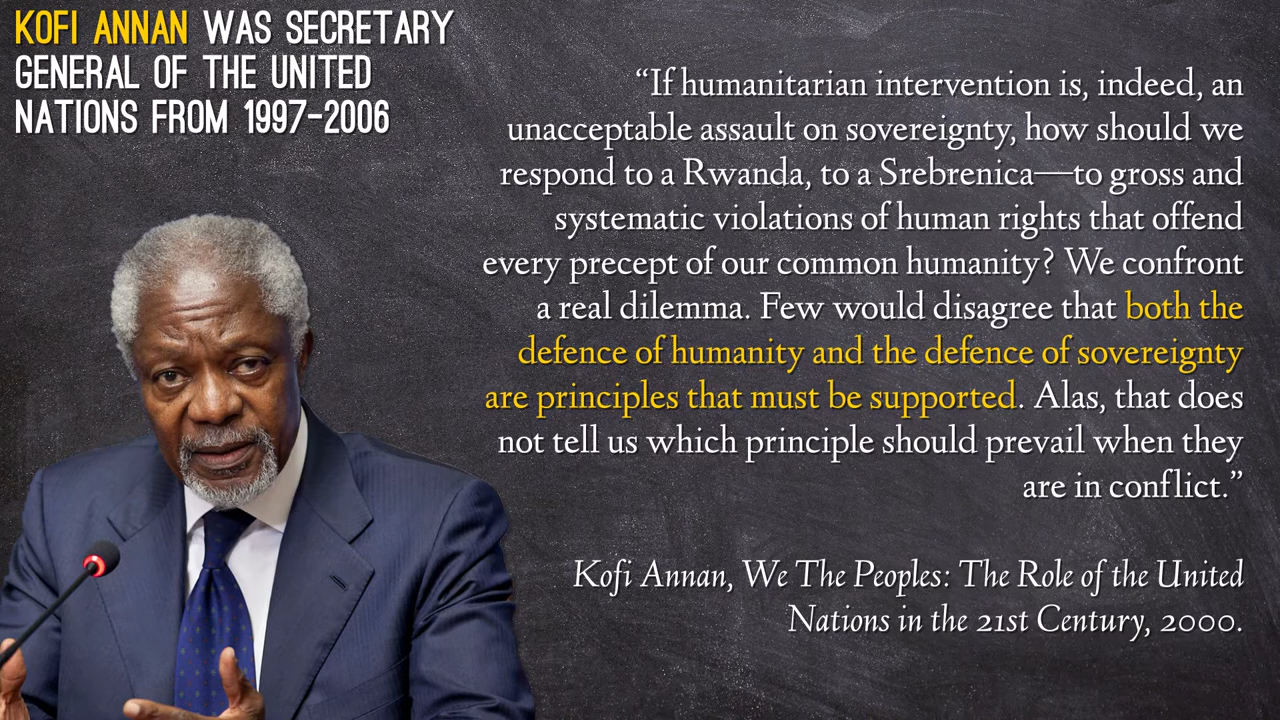 KOFI ANNAN WAS SECRETARY
GENERAL OF THE UNITED
NATIONS FROM 1997-2006
“If humanitarian intervention is, indeed, an
unacceptable assault on sovereignty, how should we
respond to a Rwanda, to a Srebrenica—to gross and
systematic violations of human rights that offend
every precept of our common humanity? We confront
a real dilemma. Few would disagree that both the
defence of humanity and the defence of sovereignty
are principles that must be supported. Alas, that does
not tell us which principle should prevail when they
are in conflict.”
Kofi Annan, We The Peoples: The Role of the United
Nations in the 21st Century, 2000.